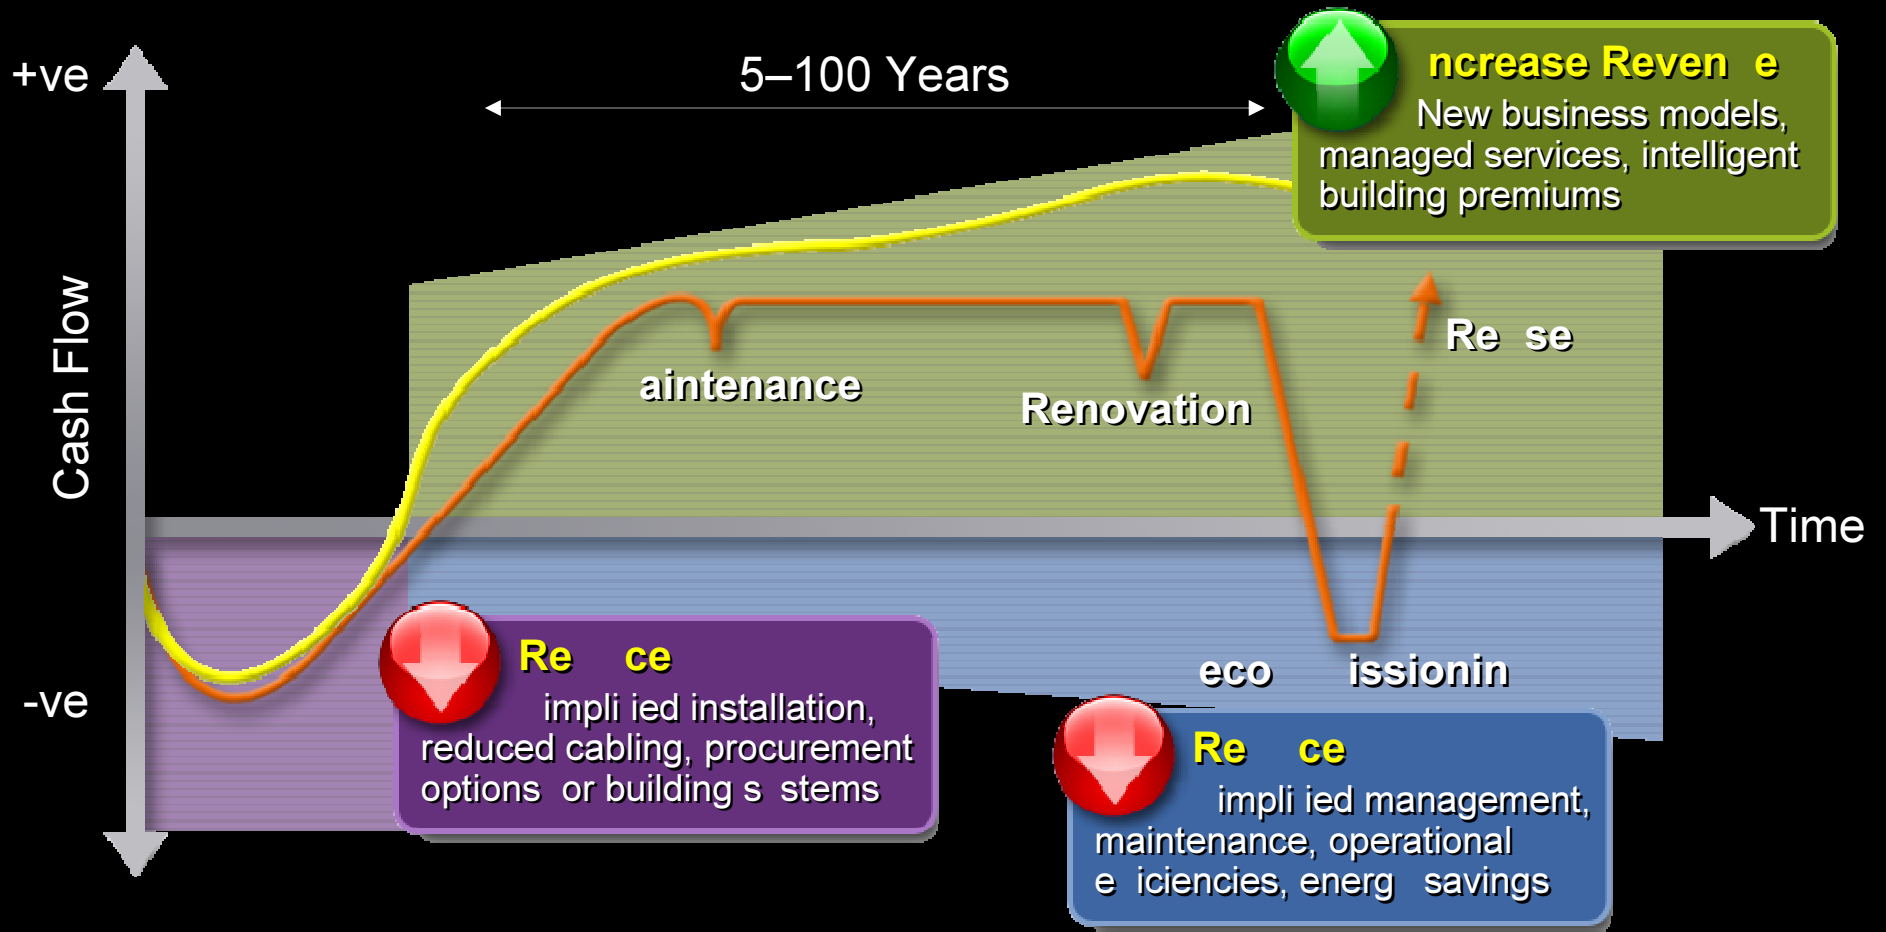 +ve
5–100 Years
ncrease Reven e
New business models,
managed services, intelligent
building premiums
Cash Flow
Re se
aintenance
Renovation
Time
Re ce
impli ied installation,
reduced cabling, procurement
options or building s stems
-ve
eco issionin
Re ce
impli ied management,
maintenance, operational
e iciencies, energ savings